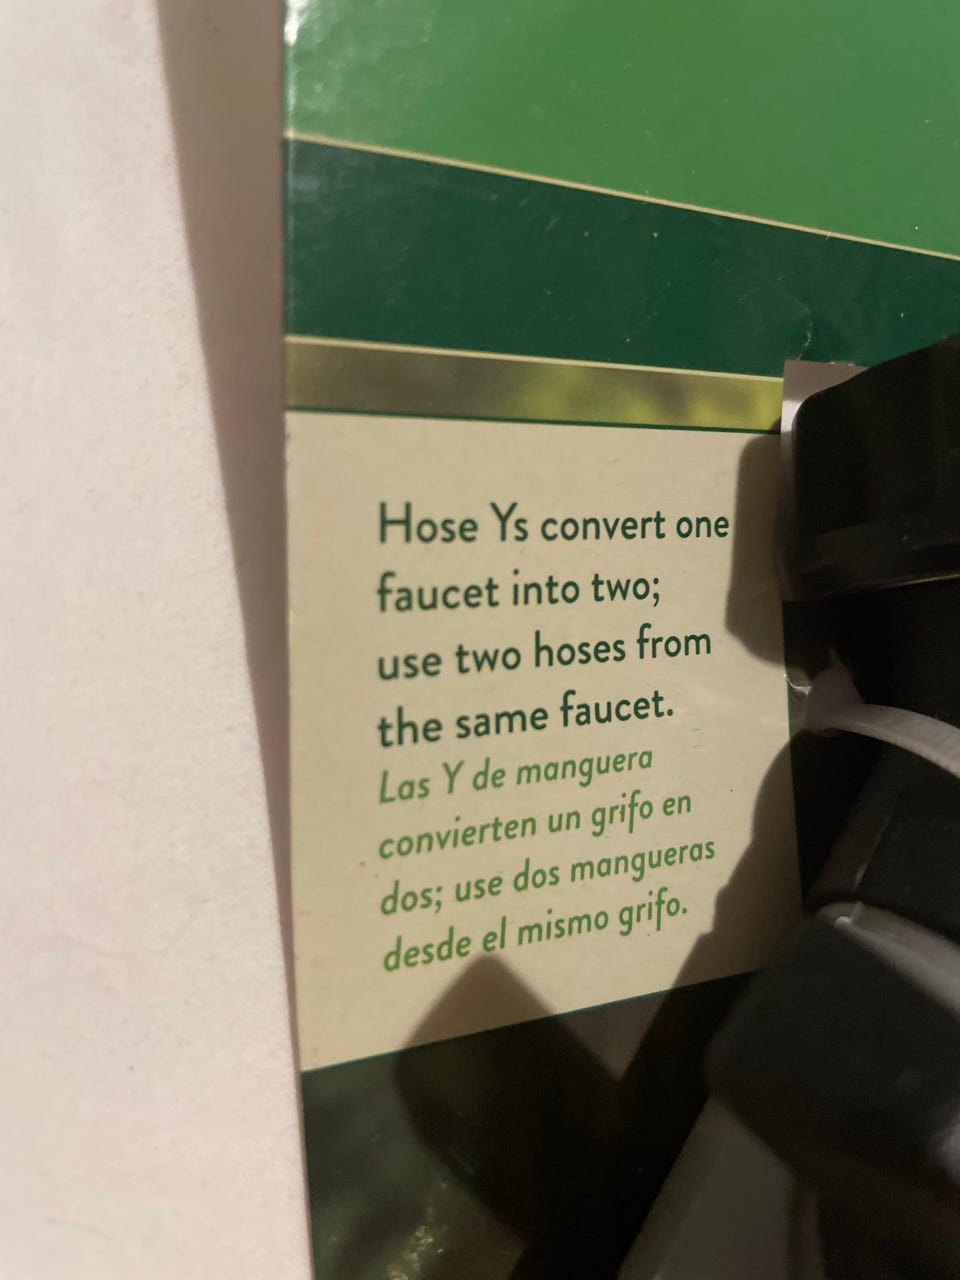 Hose Ys convert one
faucet into two;
use two hoses from
the same faucet.
Las Y de manguera
convierten un grifo en
dos; use dos mangueras
desde el mismo grifo.